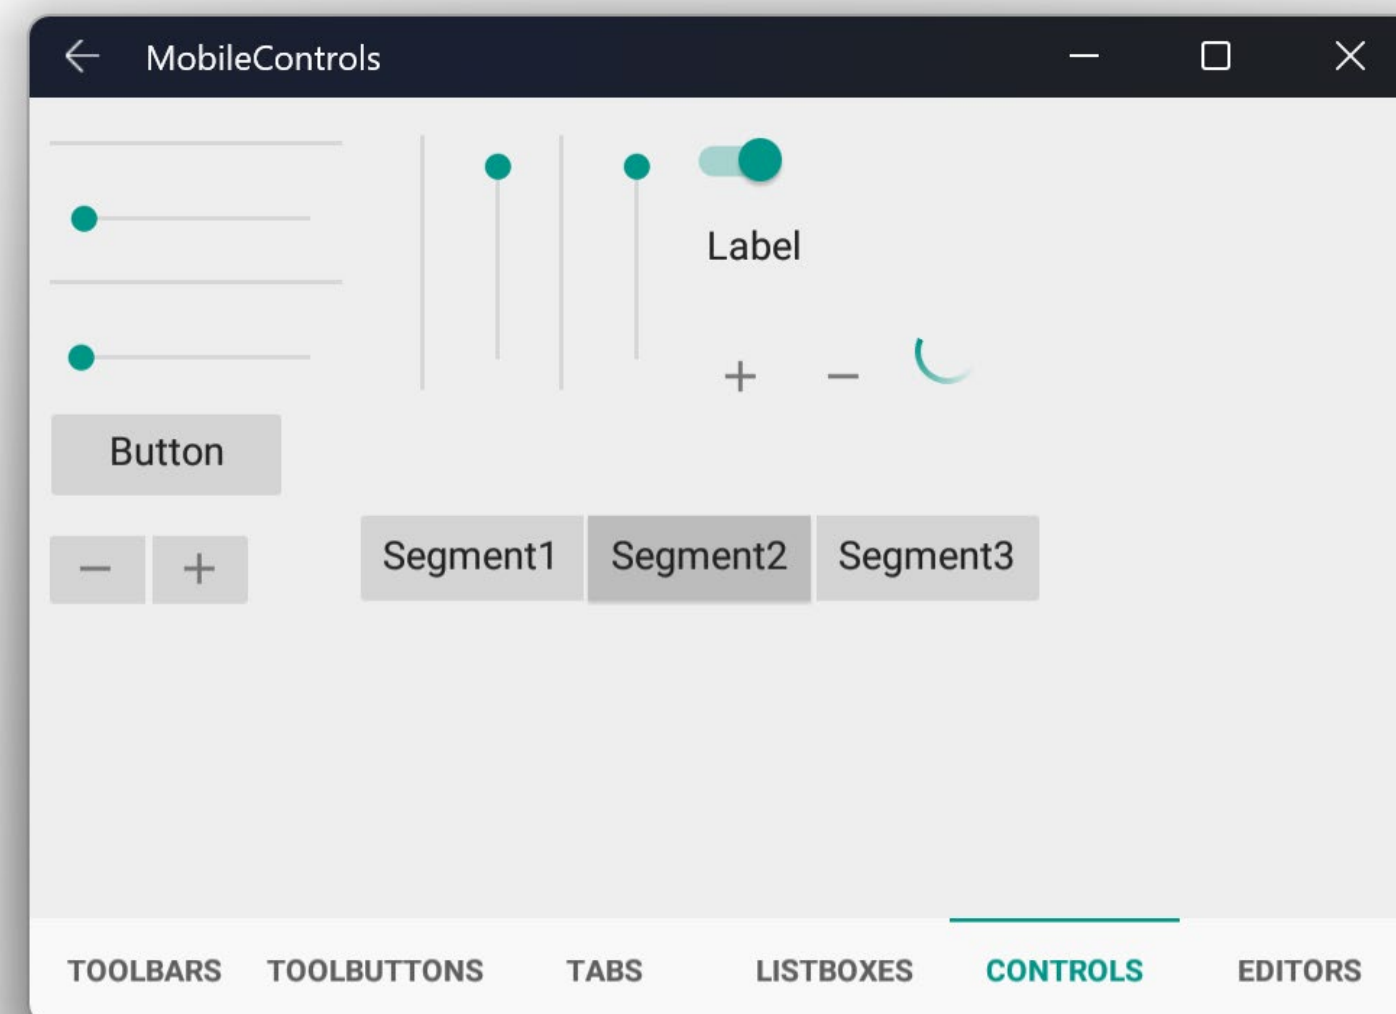 MobileControls
Label
+ −
Button
− +
Segment1 Segment2 Segment3
TOOLBARS TOOLBUTTONS TABS LISTBOXES CONTROLS EDITORS